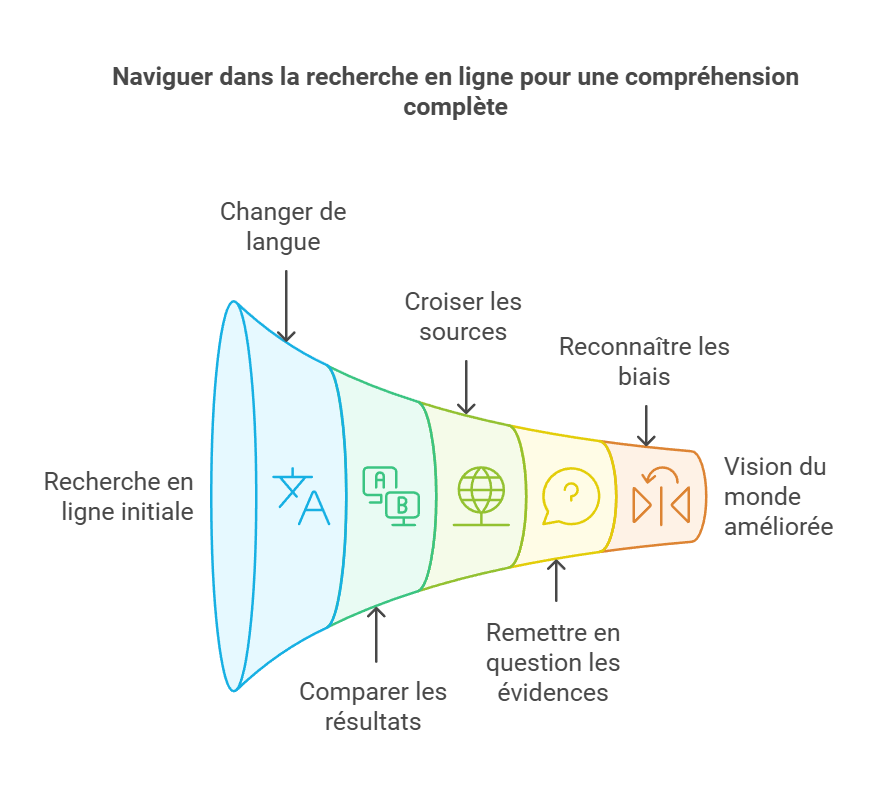 Naviguer dans la recherche en ligne pour une compréhension
complète
Changer de
langue
Croiser les
sources
Reconnaître les
biais
Recherche en
ligne initiale
A
B
?
Vision du
monde
améliorée
Remettre en
question les
évidences
Comparer les
résultats